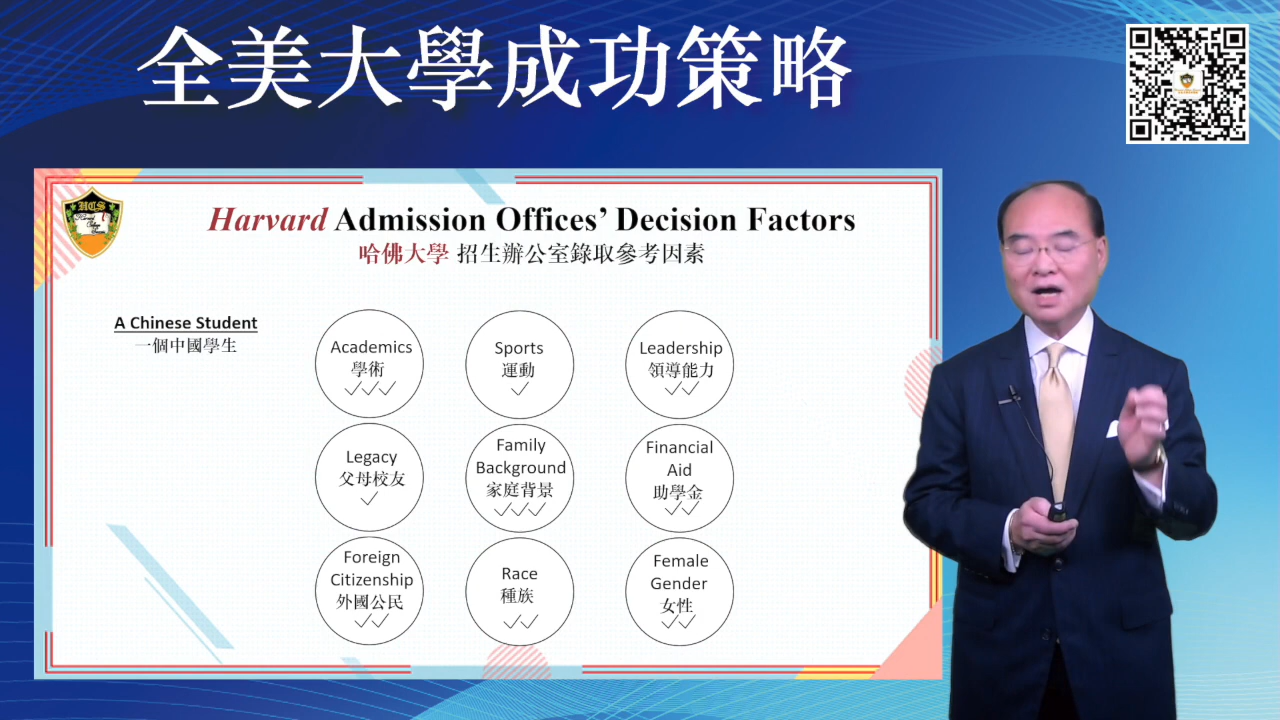 全美大學成功策略
HCS
Harvard Admission Offices’ Decision Factors
哈佛大學 招生辦公室錄取參考因素
A Chinese Student
一個中國學生
Academics
學術
Sports
運動
Leadership
領導能力
Legacy
父母校友
Family
Background
家庭背景
Financial
Aid
助學金
Foreign
Citizenship
外國公民
Race
種族
Female
Gender
女性